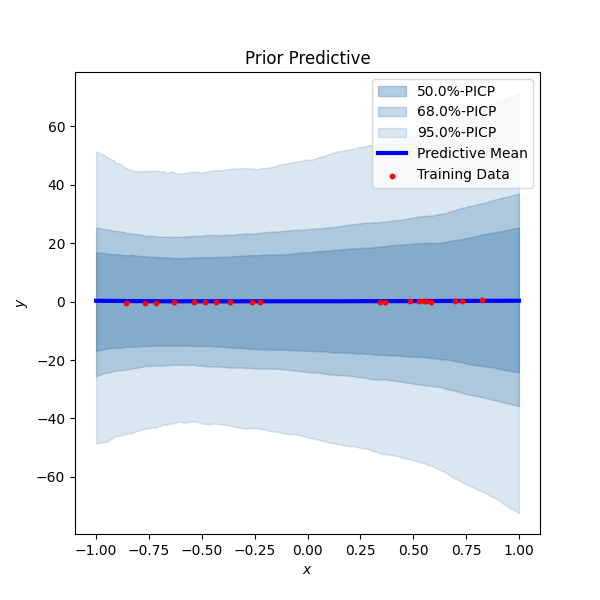 Prior Predictive
50.0%-PICP
68.0%-PICP
95.0%-PICP
Predictive Mean
Training Data
60
40
20
0
−20
−40
−60
y
−1.00 −0.75 −0.50 −0.25 0.00 0.25 0.50 0.75 1.00
x